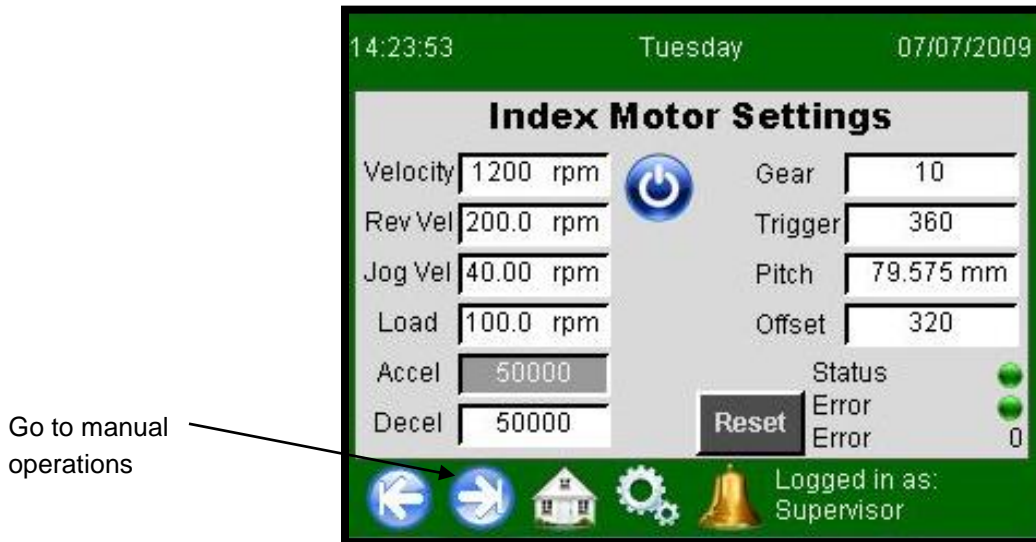 14:23:53 Tuesday 07/07/2009
Index Motor Settings
Velocity 1200 rpm Gear 10
Rev Vel 200.0 rpm Trigger 360
Jog Vel 40.00 rpm Pitch 79.575 mm
Load 100.0 rpm Offset 320
Accel 50000 Status
Decel 50000 Reset Error
Error 0
Go to manual
operations
Logged in as:
Supervisor